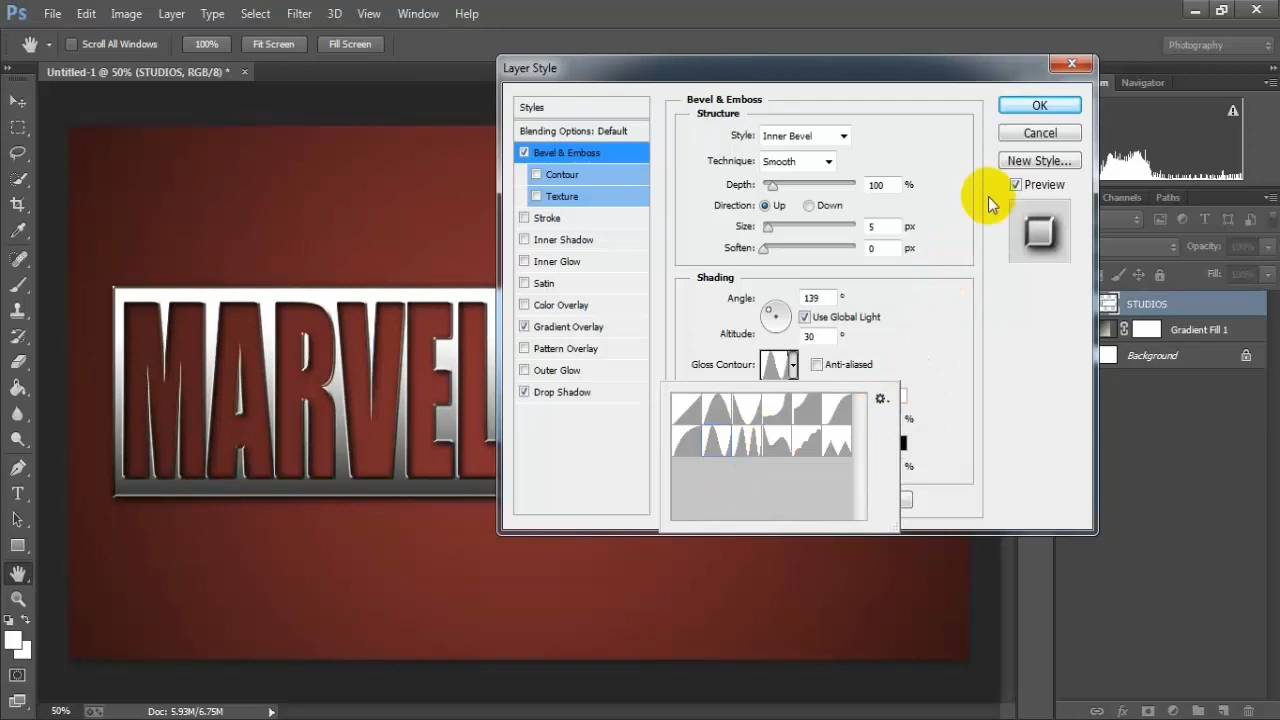 Ps File Edit Image Layer Type Select Filter 3D View Window Help
Scroll All Windows 100% Fit Screen Fill Screen Photography
Untitled-1 @ 50% (STUDIOS, RGB/8) * ×
Layer Style
Styles
Blending Options: Default
Bevel & Emboss
Contour
Texture
Stroke
Inner Shadow
Inner Glow
Satin
Color Overlay
Gradient Overlay
Pattern Overlay
Outer Glow
Drop Shadow
Bevel & Emboss
Structure
Style: Inner Bevel
Technique: Smooth
Depth: 100 %
Direction: Up Down
Size: 5 px
Soften: 0 px
Shading
Angle: 139 °
Use Global Light
Altitude: 30 °
Gloss Contour: Anti-aliased
%
%
OK
Cancel
New Style...
Preview
Navigator
Channels Paths
Opacity:
Fill:
STUDIOS
Gradient Fill 1
Background
MARVEL
50% Doc: 5.93M/6.75M